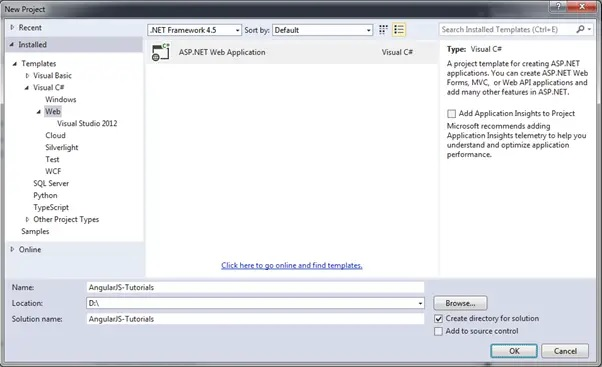 New Project
Recent
.NET Framework 4.5 Sort by: Default
Search Installed Templates (Ctrl+E)
Installed
Templates
Visual Basic
Visual C#
Windows
Web
Visual Studio 2012
Cloud
Silverlight
Test
WCF
SQL Server
Python
TypeScript
Other Project Types
Samples
Online
ASP.NET Web Application Visual C#
Click here to go online and find templates.
Type: Visual C#
A project template for creating ASP.NET
applications. You can create ASP.NET Web
Forms, MVC, or Web API applications and
add many other features in ASP.NET.
Add Application Insights to Project
Microsoft recommends adding
Application Insights telemetry to help you
understand and optimize application
performance.
Name: AngularJS-Tutorials
Location: D:\ Browse...
Solution name: AngularJS-Tutorials
Create directory for solution
Add to source control
OK Cancel